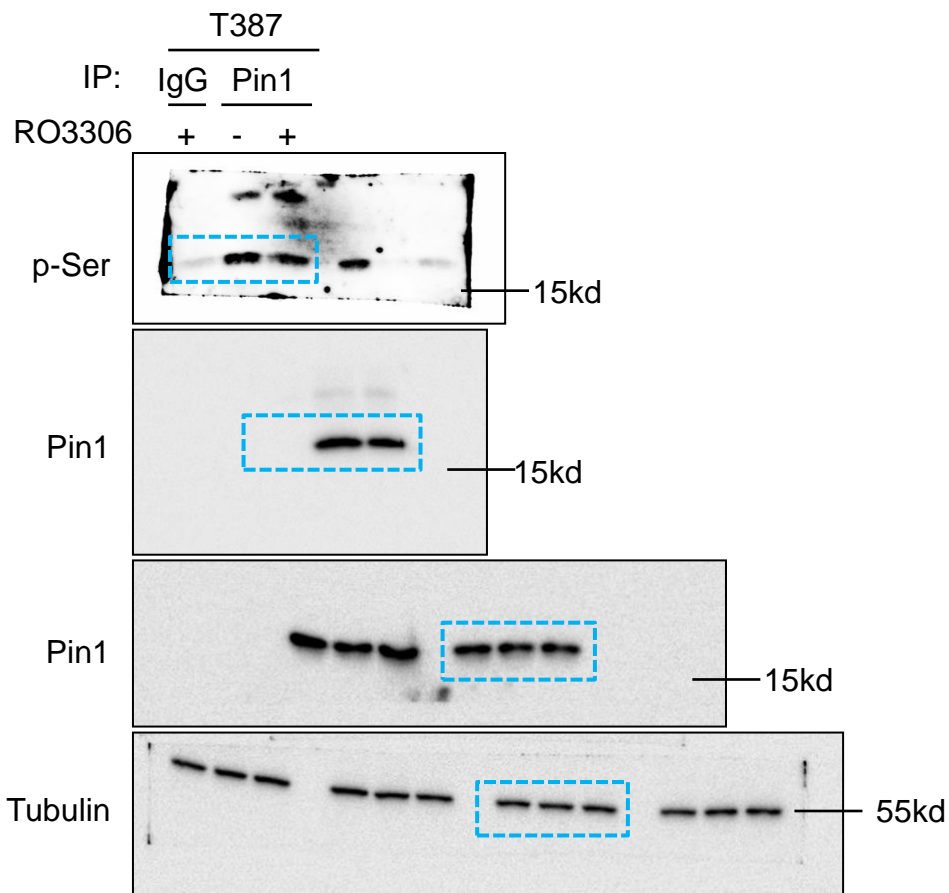 T387
IP: IgG Pin1
RO3306 + - +
p-Ser
15kd
Pin1
15kd
Pin1
15kd
Tubulin
55kd